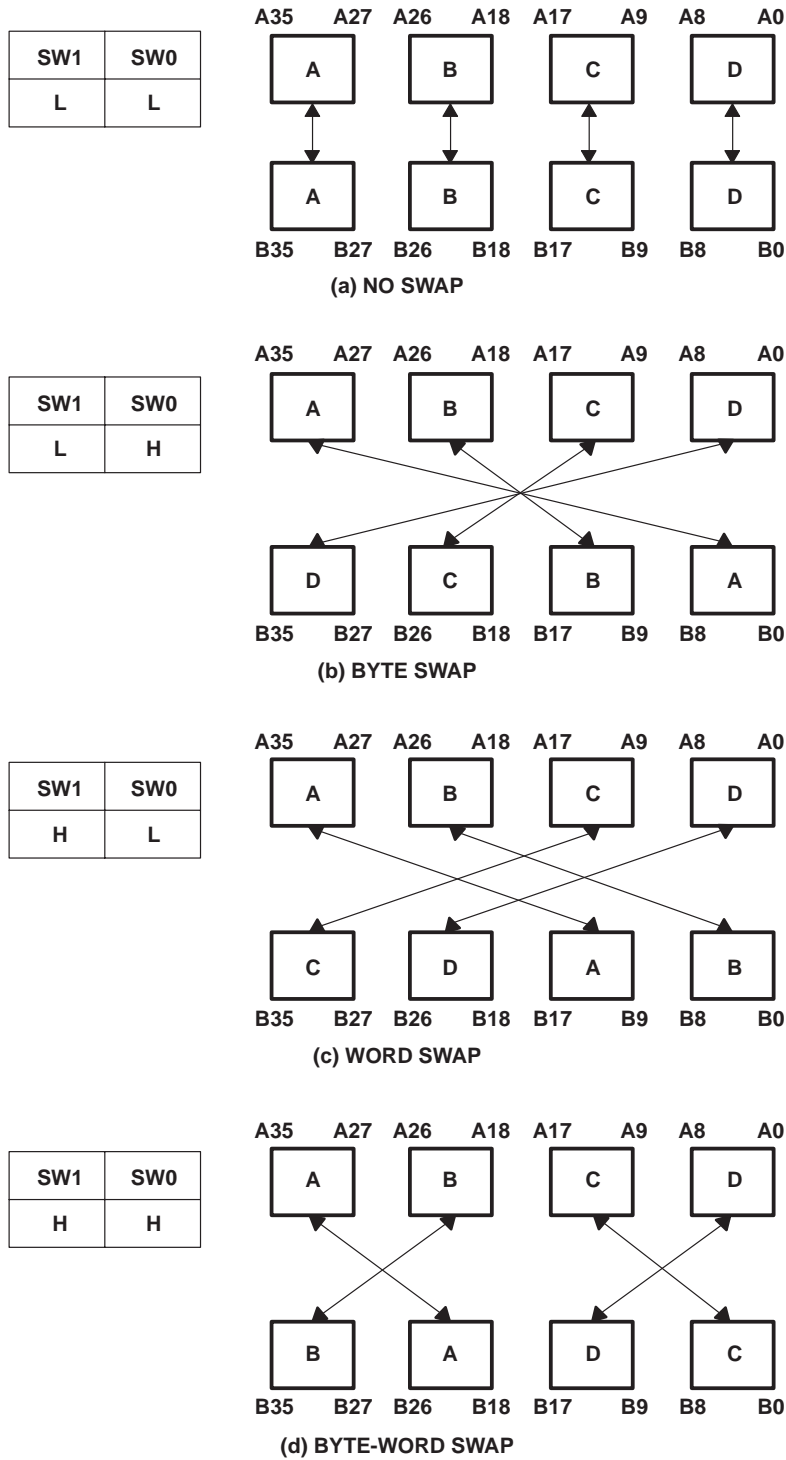 A35 A27 A26 A18 A17 A9 A8 A0
SW1 SW0
L L
A B C D
A B C D
B35 B27 B26 B18 B17 B9 B8 B0
(a) NO SWAP
A35 A27 A26 A18 A17 A9 A8 A0
SW1 SW0
L H
A B C D
D C B A
B35 B27 B26 B18 B17 B9 B8 B0
(b) BYTE SWAP
A35 A27 A26 A18 A17 A9 A8 A0
SW1 SW0
H L
A B C D
C D A B
B35 B27 B26 B18 B17 B9 B8 B0
(c) WORD SWAP
A35 A27 A26 A18 A17 A9 A8 A0
SW1 SW0
H H
A B C D
B A D C
B35 B27 B26 B18 B17 B9 B8 B0
(d) BYTE-WORD SWAP